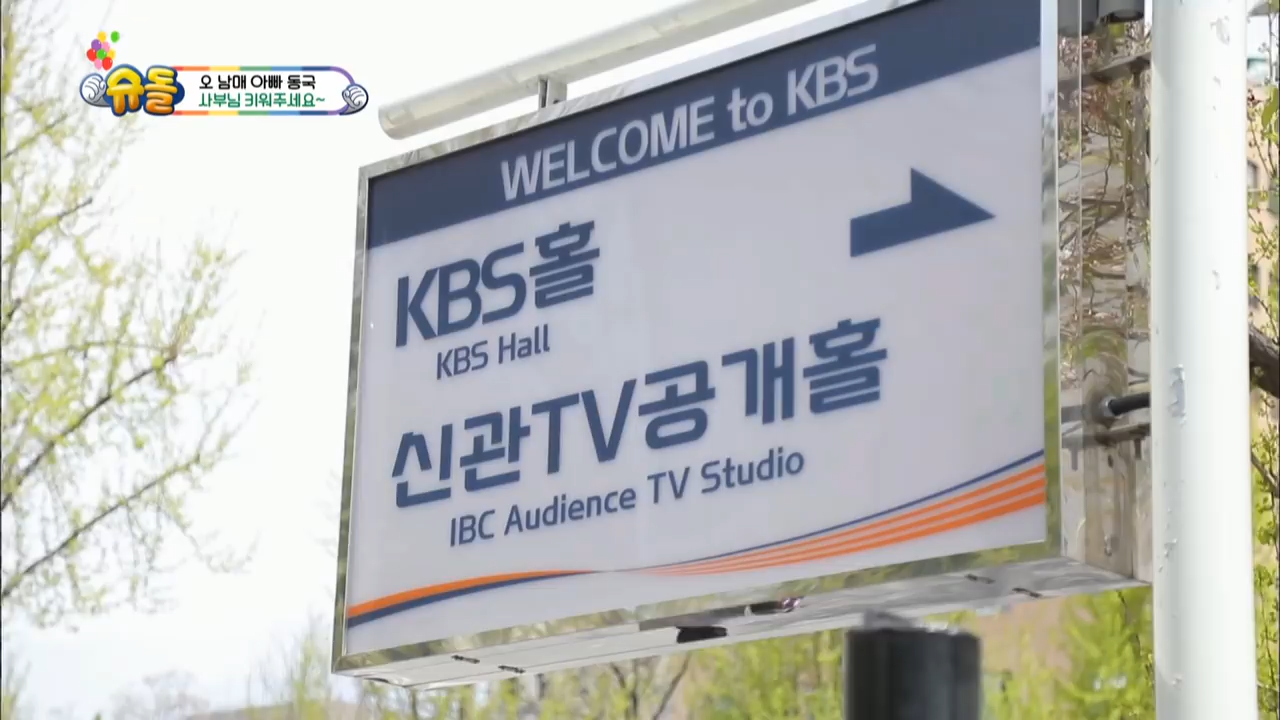 슈돌
오 남매 아빠 동국
사부님 키워주세요~
WELCOME to KBS
KBS홀
KBS Hall
신관TV공개홀
IBC Audience TV Studio